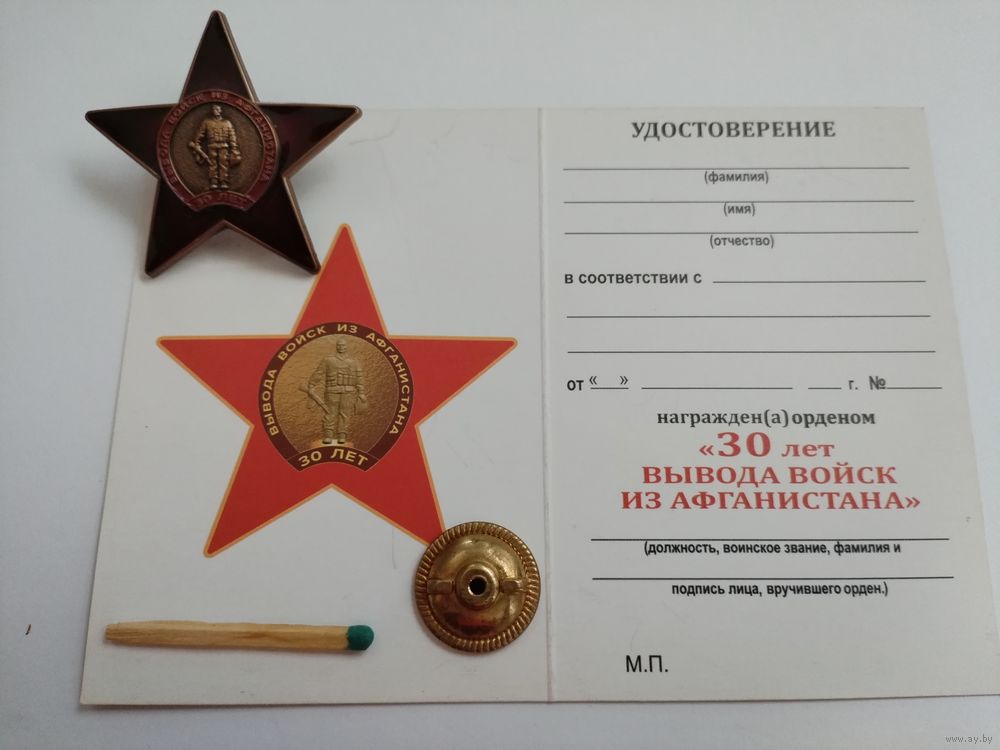 ВЫВОДА ВОЙСК ИЗ АФГАНИСТАНА
30 ЛЕТ
ВЫВОДА ВОЙСК ИЗ АФГАНИСТАНА
30 ЛЕТ
УДОСТОВЕРЕНИЕ
(фамилия)
(имя)
(отчество)
в соответствии с
от « » г. №
награжден(а) орденом
«30 лет
ВЫВОДА ВОЙСК
ИЗ АФГАНИСТАНА»
(должность, воинское звание, фамилия и
подпись лица, вручившего орден.)
М.П.
www.ay.by